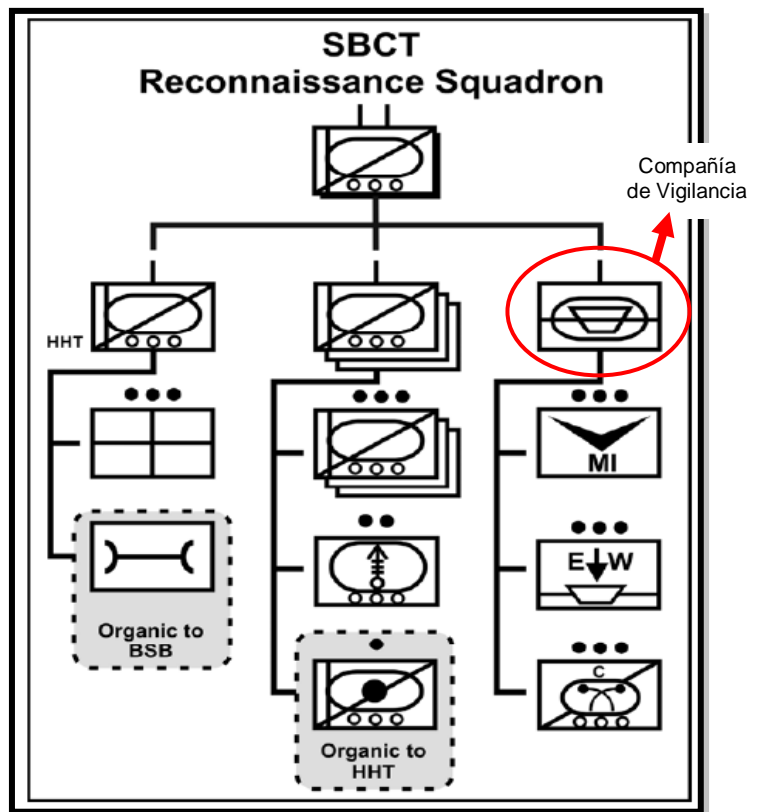 SBCT
Reconnaissance Squadron
Compañía
de Vigilancia
HHT
MI
E W
Organic to
BSB
C
Organic to
HHT